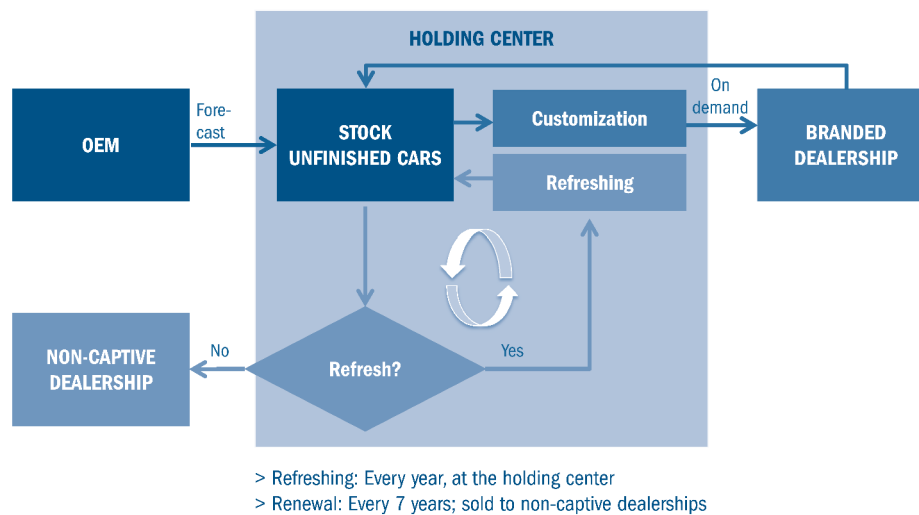 HOLDING CENTER
OEM
Fore-
cast
STOCK
UNFINISHED CARS
Customization
On
demand
BRANDED
DEALERSHIP
Refreshing
NON-CAPTIVE
DEALERSHIP
No
Refresh?
Yes
> Refreshing: Every year, at the holding center
> Renewal: Every 7 years; sold to non-captive dealerships